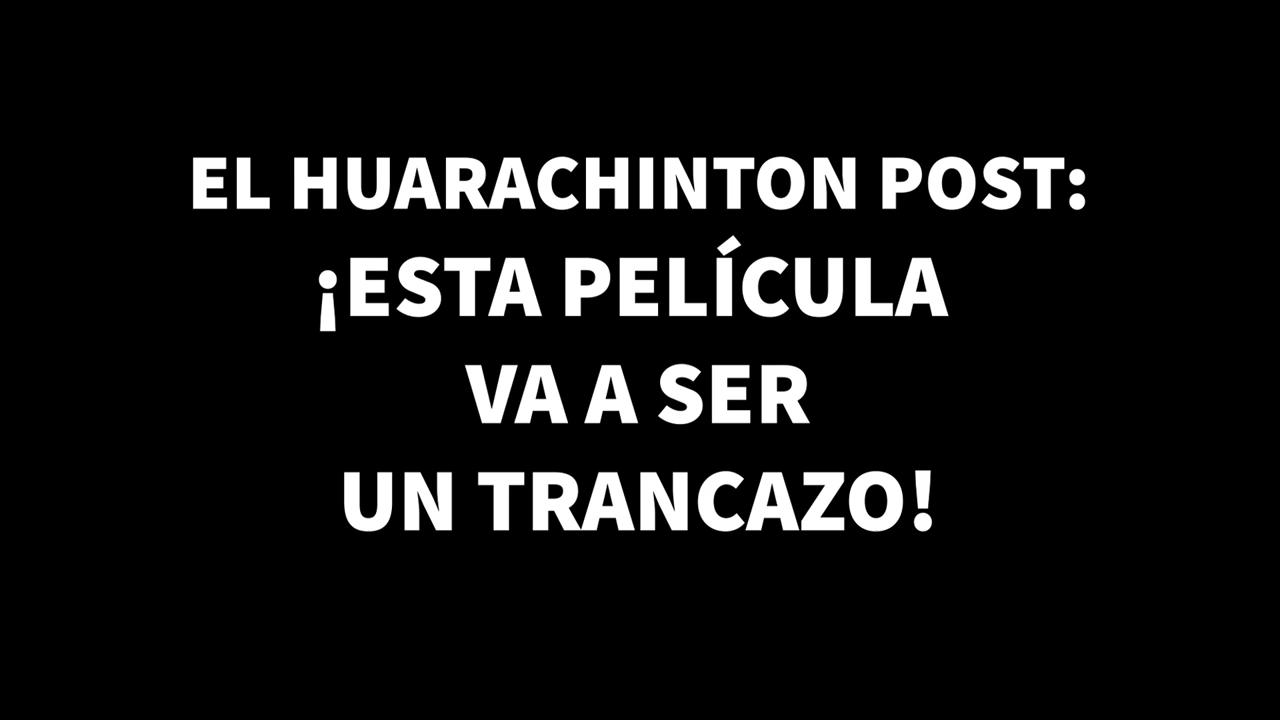 EL HUARACHINTON POST:
¡ESTA PELÍCULA
VA A SER
UN TRANCAZO!